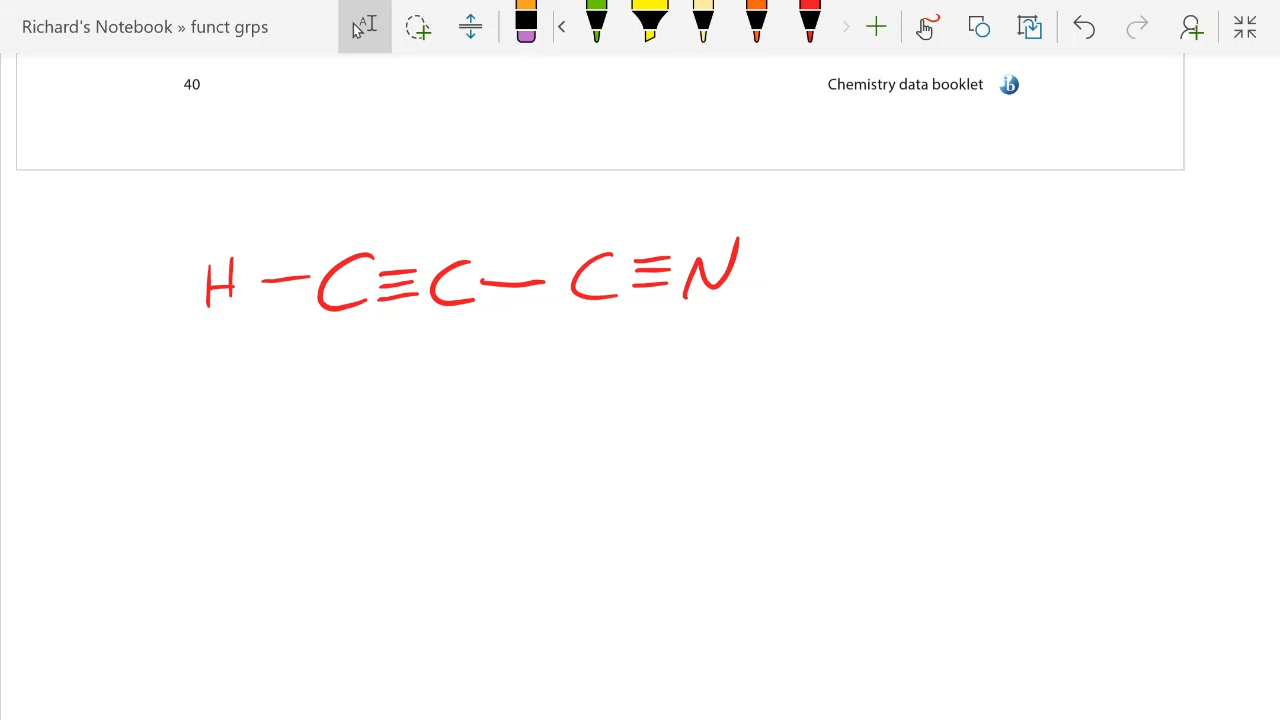 Richard's Notebook » funct grps
40
Chemistry data booklet
H — C≡C — C≡N